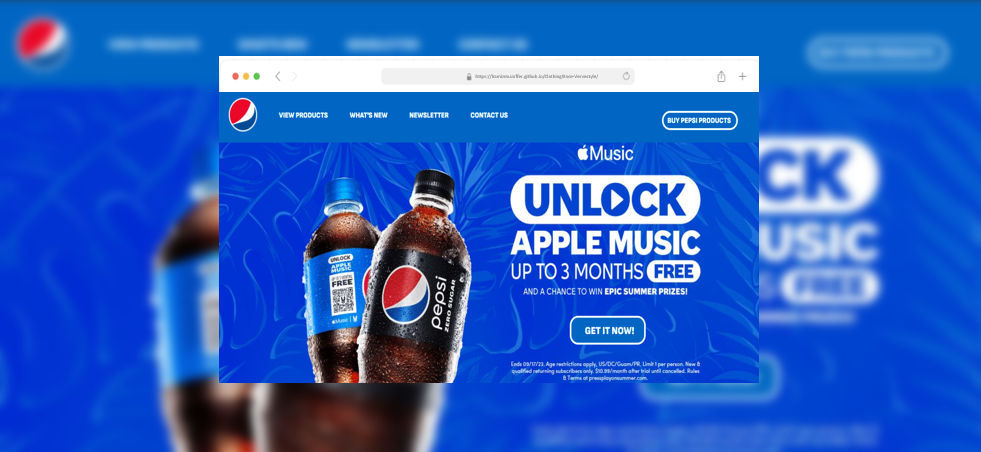 VIEW PRODUCTS WHAT'S NEW NEWSLETTER CONTACT US BUY PEPSI PRODUCTS
Music
UNLOCK
APPLE MUSIC
UP TO 3 MONTHS FREE
AND A CHANCE TO WIN EPIC SUMMER PRIZES!
GET IT NOW!
Ends 09/17/23. Age restrictions apply, US/DC/Guam/PR. Limit 1 per person. New &
qualified returning subscribers only. $10.99/month after trial until cancelled. Rules
& Terms at pressplayonsummer.com.
UNLOCK
APPLE
MUSIC
FREE
Music
pepsi
ZERO SUGAR